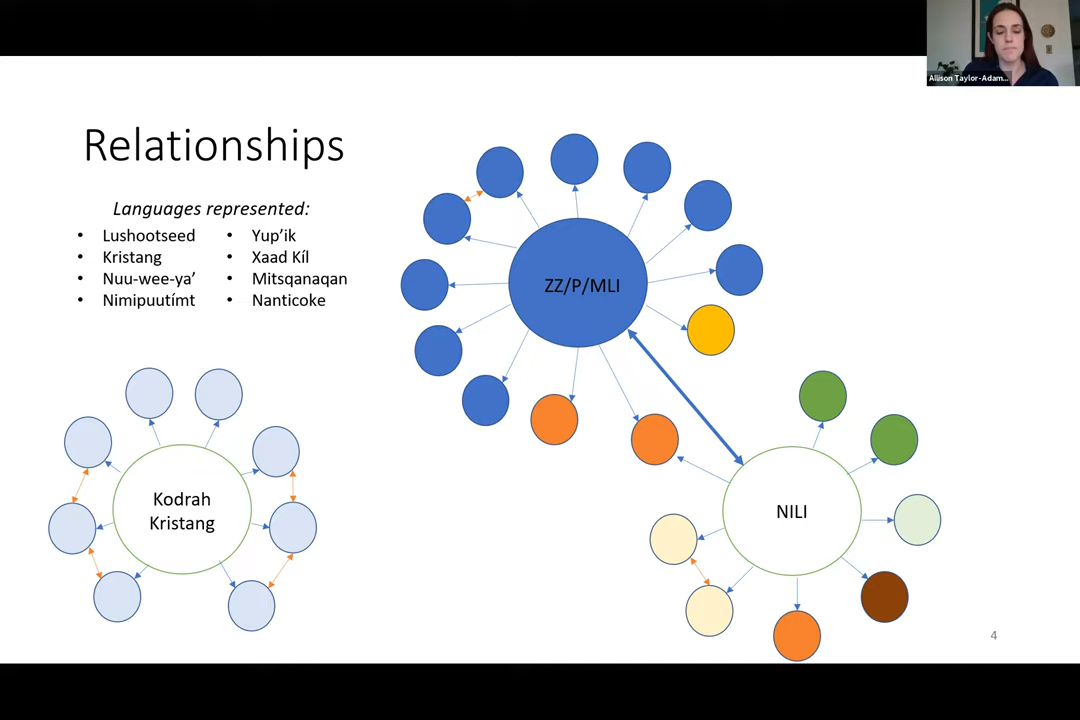 Allison Taylor-Adam...
Relationships
Languages represented:
• Lushootseed
• Kristang
• Nuu-wee-ya’
• Nimipuutímt
• Yup’ik
• Xaad Kíl
• Mitsqanaqan
• Nanticoke
ZZ/P/MLI
Kodrah
Kristang
NILI
4